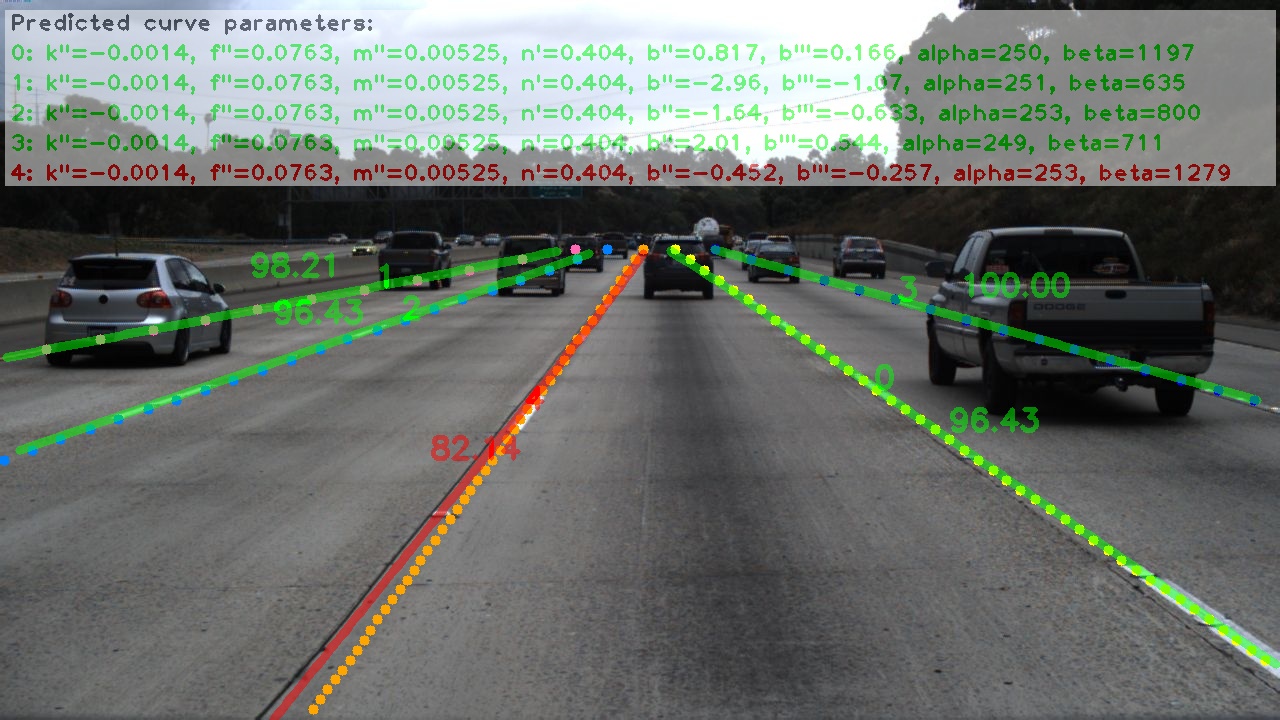 Predicted curve parameters:
0: k''=-0.0014, f''=0.0763, m''=0.00525, n'=0.404, b''=0.817, b'''=0.166, alpha=250, beta=1197
1: k''=-0.0014, f''=0.0763, m''=0.00525, n'=0.404, b''=-2.96, b'''=-1.07, alpha=251, beta=635
2: k''=-0.0014, f''=0.0763, m''=0.00525, n'=0.404, b''=-1.64, b'''=-0.633, alpha=253, beta=800
3: k''=-0.0014, f''=0.0763, m''=0.00525, n'=0.404, b''=2.01, b'''=0.544, alpha=249, beta=711
4: k''=-0.0014, f''=0.0763, m''=0.00525, n'=0.404, b''=-0.452, b'''=-0.257, alpha=253, beta=1279
98.21
1
3
100.00
96.43
2
DODGE
0
96.43
82.14
4